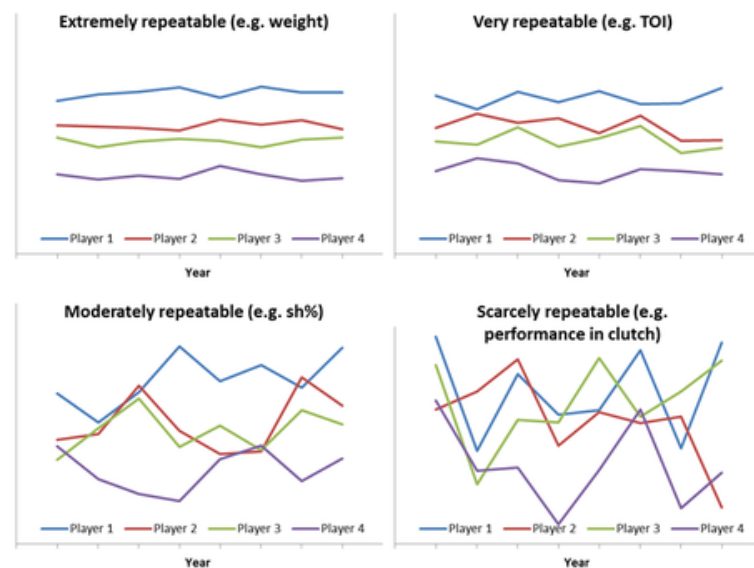 Extremely repeatable (e.g. weight)
Player 1 Player 2 Player 3 Player 4
Year
Very repeatable (e.g. TOI)
Player 1 Player 2 Player 3 Player 4
Year
Moderately repeatable (e.g. sh%)
Player 1 Player 2 Player 3 Player 4
Year
Scarcely repeatable (e.g.
performance in clutch)
Player 1 Player 2 Player 3 Player 4
Year